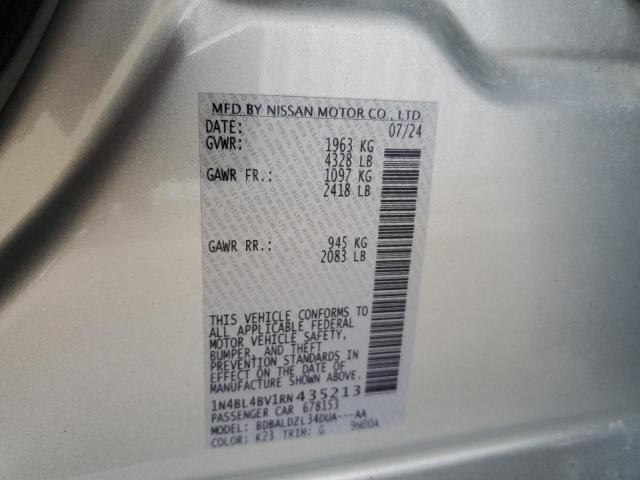 MFD.BY NISSAN MOTOR CO., LTD.
DATE: 07/24
GVWR: 1963 KG
4328 LB
GAWR FR.: 1097 KG
2418 LB
GAWR RR.: 945 KG
2083 LB
THIS VEHICLE CONFORMS TO
ALL APPLICABLE FEDERAL
MOTOR VEHICLE SAFETY,
BUMPER, AND THEFT
PREVENTION STANDARDS IN
EFFECT ON THE DATE OF
MANUFACTURE SHOWN ABOVE.
1N4BL4BV1RN435213
PASSENGER CAR 678153
MODEL: BDBALDZL34DUA---AA
COLOR: K23 TRIM: G 9N00A